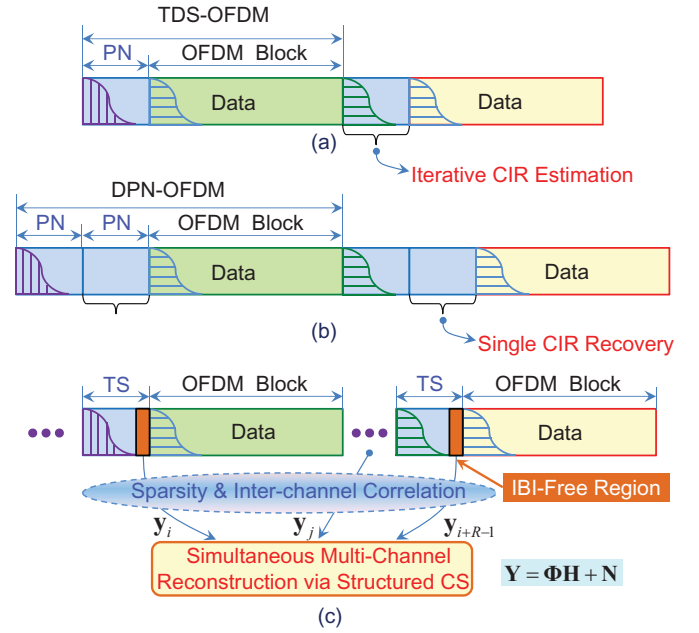 TDS-OFDM
PN OFDM Block
Data Data
(a)
Iterative CIR Estimation
DPN-OFDM
PN PN OFDM Block
Data Data
(b)
Single CIR Recovery
TS OFDM Block TS OFDM Block
••• Data ••• Data
IBI-Free Region
Sparsity & Inter-channel Correlation
y_i y_j y_{i+R−1}
Simultaneous Multi-Channel
Reconstruction via Structured CS
Y = ΦH + N
(c)